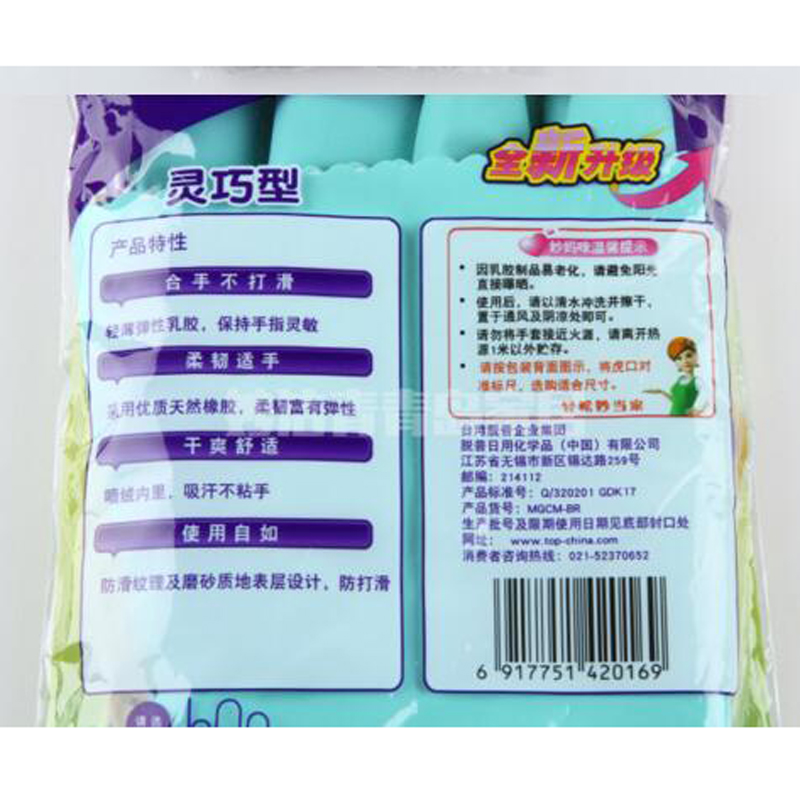 灵巧型
全新升级
产品特性
合手不打滑
轻薄弹性乳胶，保持手指灵敏
柔韧适手
采用优质天然橡胶，柔韧富有弹性
干爽舒适
喷绒内里，吸汗不粘手
使用自如
防滑纹理及磨砂质地表层设计，防打滑
妙妈咪温馨提示
• 因乳胶制品易老化，请避免阳光
直接曝晒。
• 使用后，请以清水冲洗并擦干，
置于通风及阴凉处即可。
• 请勿将手套接近火源，请离开热
源1米以外贮存。
• 请按包装背面图示，将虎口对
准标尺，选购适合尺寸。
轻松妙当家
台湾脱普企业集团
脱普日用化学品（中国）有限公司
江苏省无锡市新区锡达路259号
邮编：214112
产品标准号：Q/320201 GDK17
产品货号：MGCM-BR
生产批号及限期使用日期见底部封口处
网址： www.top-china.com
消费者咨询热线：021-52370652
6 917751 420169
请选